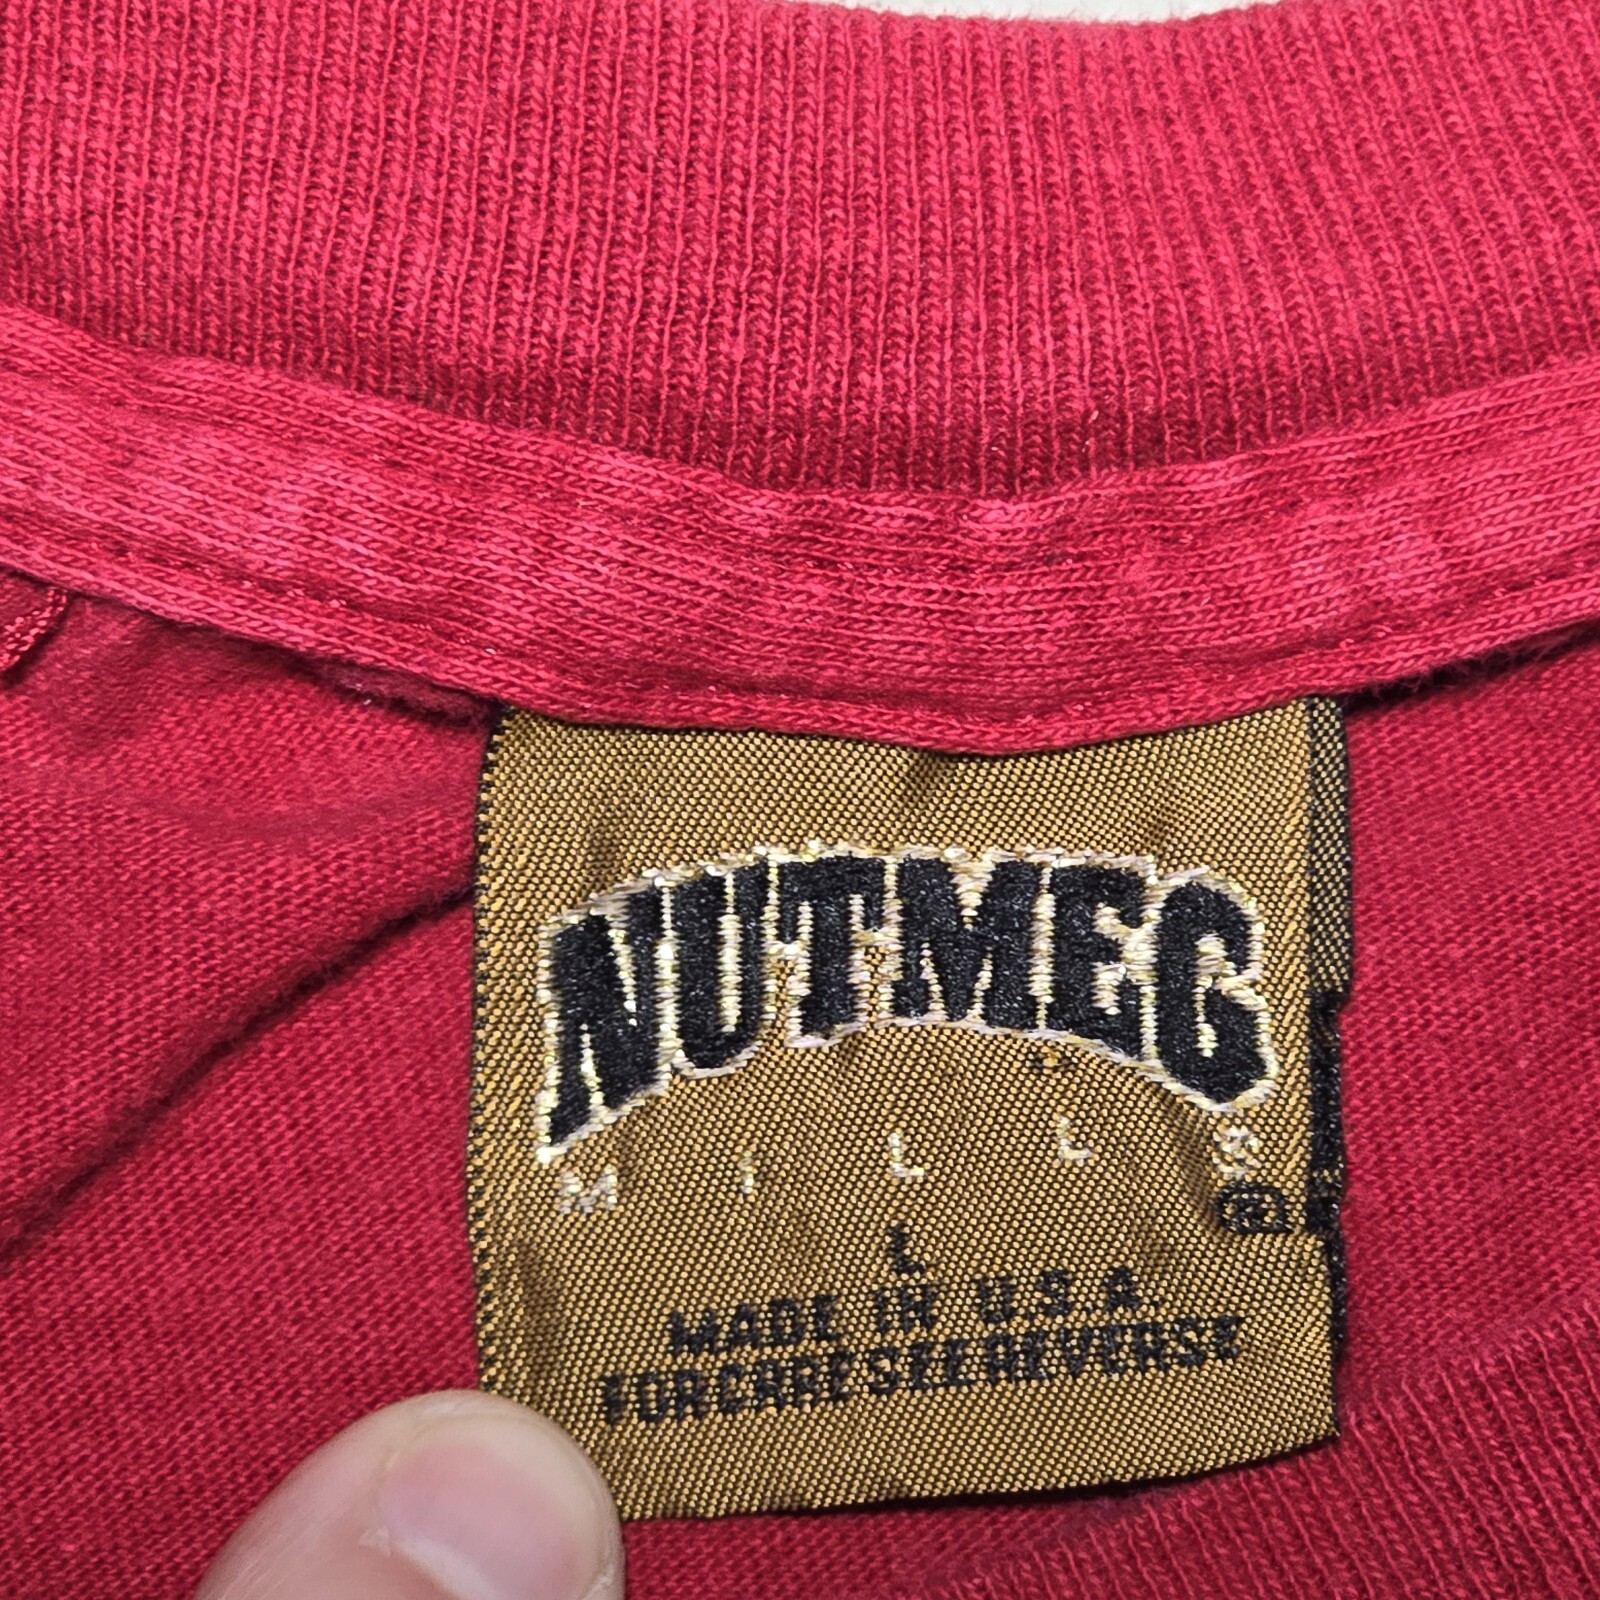 NUTMEG
MILLS
®
L
MADE IN U.S.A.
FOR CARE SEE REVERSE